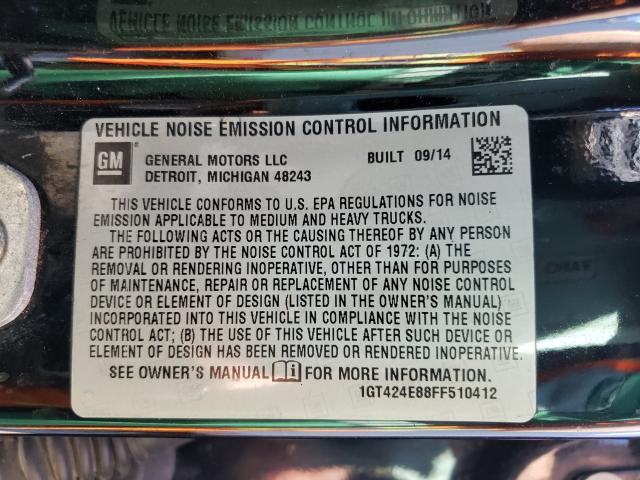 VEHICLE NOISE EMISSION CONTROL INFORMATION
GM
GENERAL MOTORS LLC BUILT 09/14
DETROIT, MICHIGAN 48243
THIS VEHICLE CONFORMS TO U.S. EPA REGULATIONS FOR NOISE
EMISSION APPLICABLE TO MEDIUM AND HEAVY TRUCKS.
THE FOLLOWING ACTS OR THE CAUSING THEREOF BY ANY PERSON
ARE PROHIBITED BY THE NOISE CONTROL ACT OF 1972: (A) THE
REMOVAL OR RENDERING INOPERATIVE, OTHER THAN FOR PURPOSES
OF MAINTENANCE, REPAIR OR REPLACEMENT OF ANY NOISE CONTROL
DEVICE OR ELEMENT OF DESIGN (LISTED IN THE OWNER'S MANUAL)
INCORPORATED INTO THIS VEHICLE IN COMPLIANCE WITH THE NOISE
CONTROL ACT; (B) THE USE OF THIS VEHICLE AFTER SUCH DEVICE OR
ELEMENT OF DESIGN HAS BEEN REMOVED OR RENDERED INOPERATIVE.
SEE OWNER'S MANUAL FOR MORE INFORMATION.
1GT424E88FF510412